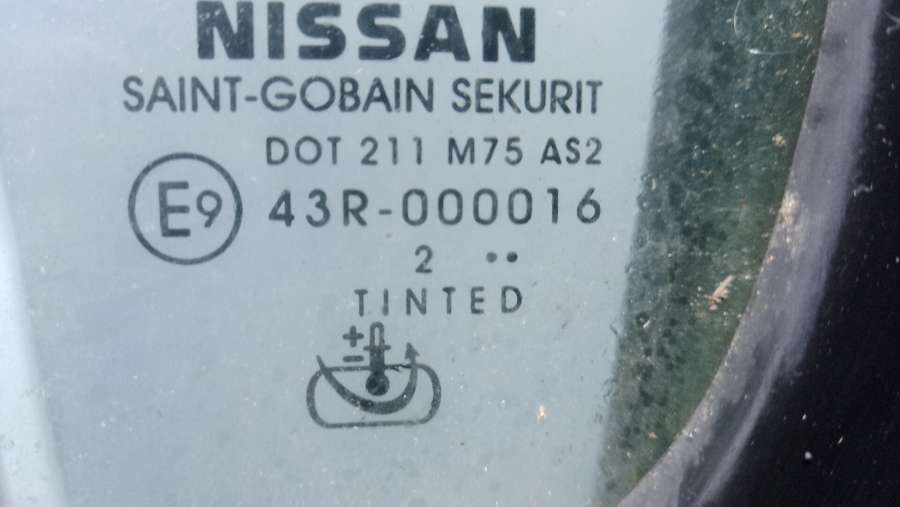 NISSAN
SAINT-GOBAIN SEKURIT
DOT 211 M75 AS2
E9 43R-000016
2 ••
TINTED